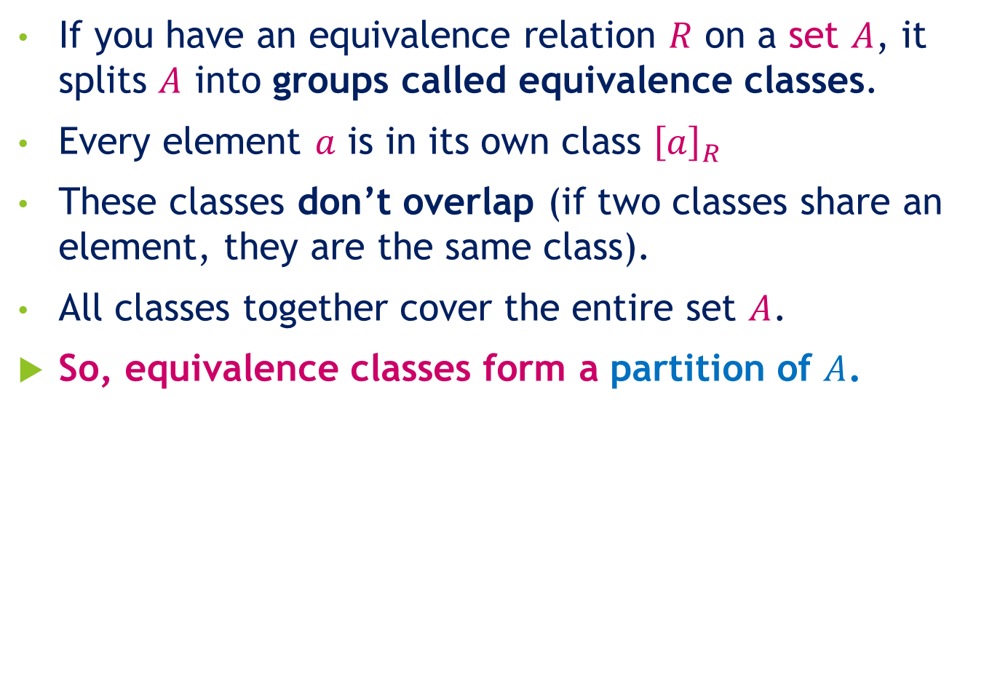 • If you have an equivalence relation R on a set A, it
splits A into groups called equivalence classes.
• Every element a is in its own class [a]_R
• These classes don’t overlap (if two classes share an
element, they are the same class).
• All classes together cover the entire set A.
▶ So, equivalence classes form a partition of A.